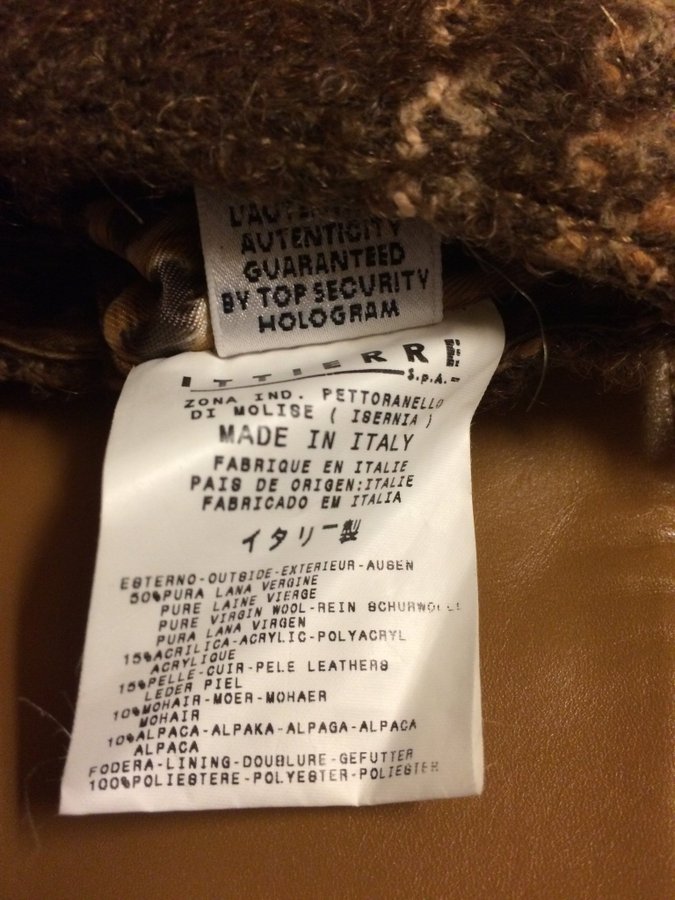 AUTENTICITY
GUARANTEED
BY TOP SECURITY
HOLOGRAM
ITTIERRE
S.p.A.
ZONA IND. PETTORANELLO
DI MOLISE ( ISERNIA )
MADE IN ITALY
FABRIQUE EN ITALIE
PAIS DE ORIGEN:ITALIE
FABRICADO EM ITALIA
イタリー製
ESTERNO-OUTSIDE-EXTERIEUR-AUSEN
50%PURA LANA VERGINE
PURE LAINE VIERGE
PURE VIRGIN WOOL-REIN SCHURWOLL
PURA LANA VIRGEN
15%ACRILICA-ACRYLIC-POLYACRYL
ACRYLIQUE
15%PELLE-CUIR-PELE LEATHERS
LEDER PIEL
10%MOHAIR-MOER-MOHAER
MOHAIR
10%ALPACA-ALPAKA-ALPAGA-ALPACA
ALPACA
FODERA-LINING-DOUBLURE-GEFUTTER
100%POLIESTERE-POLYESTER-POLIESTER